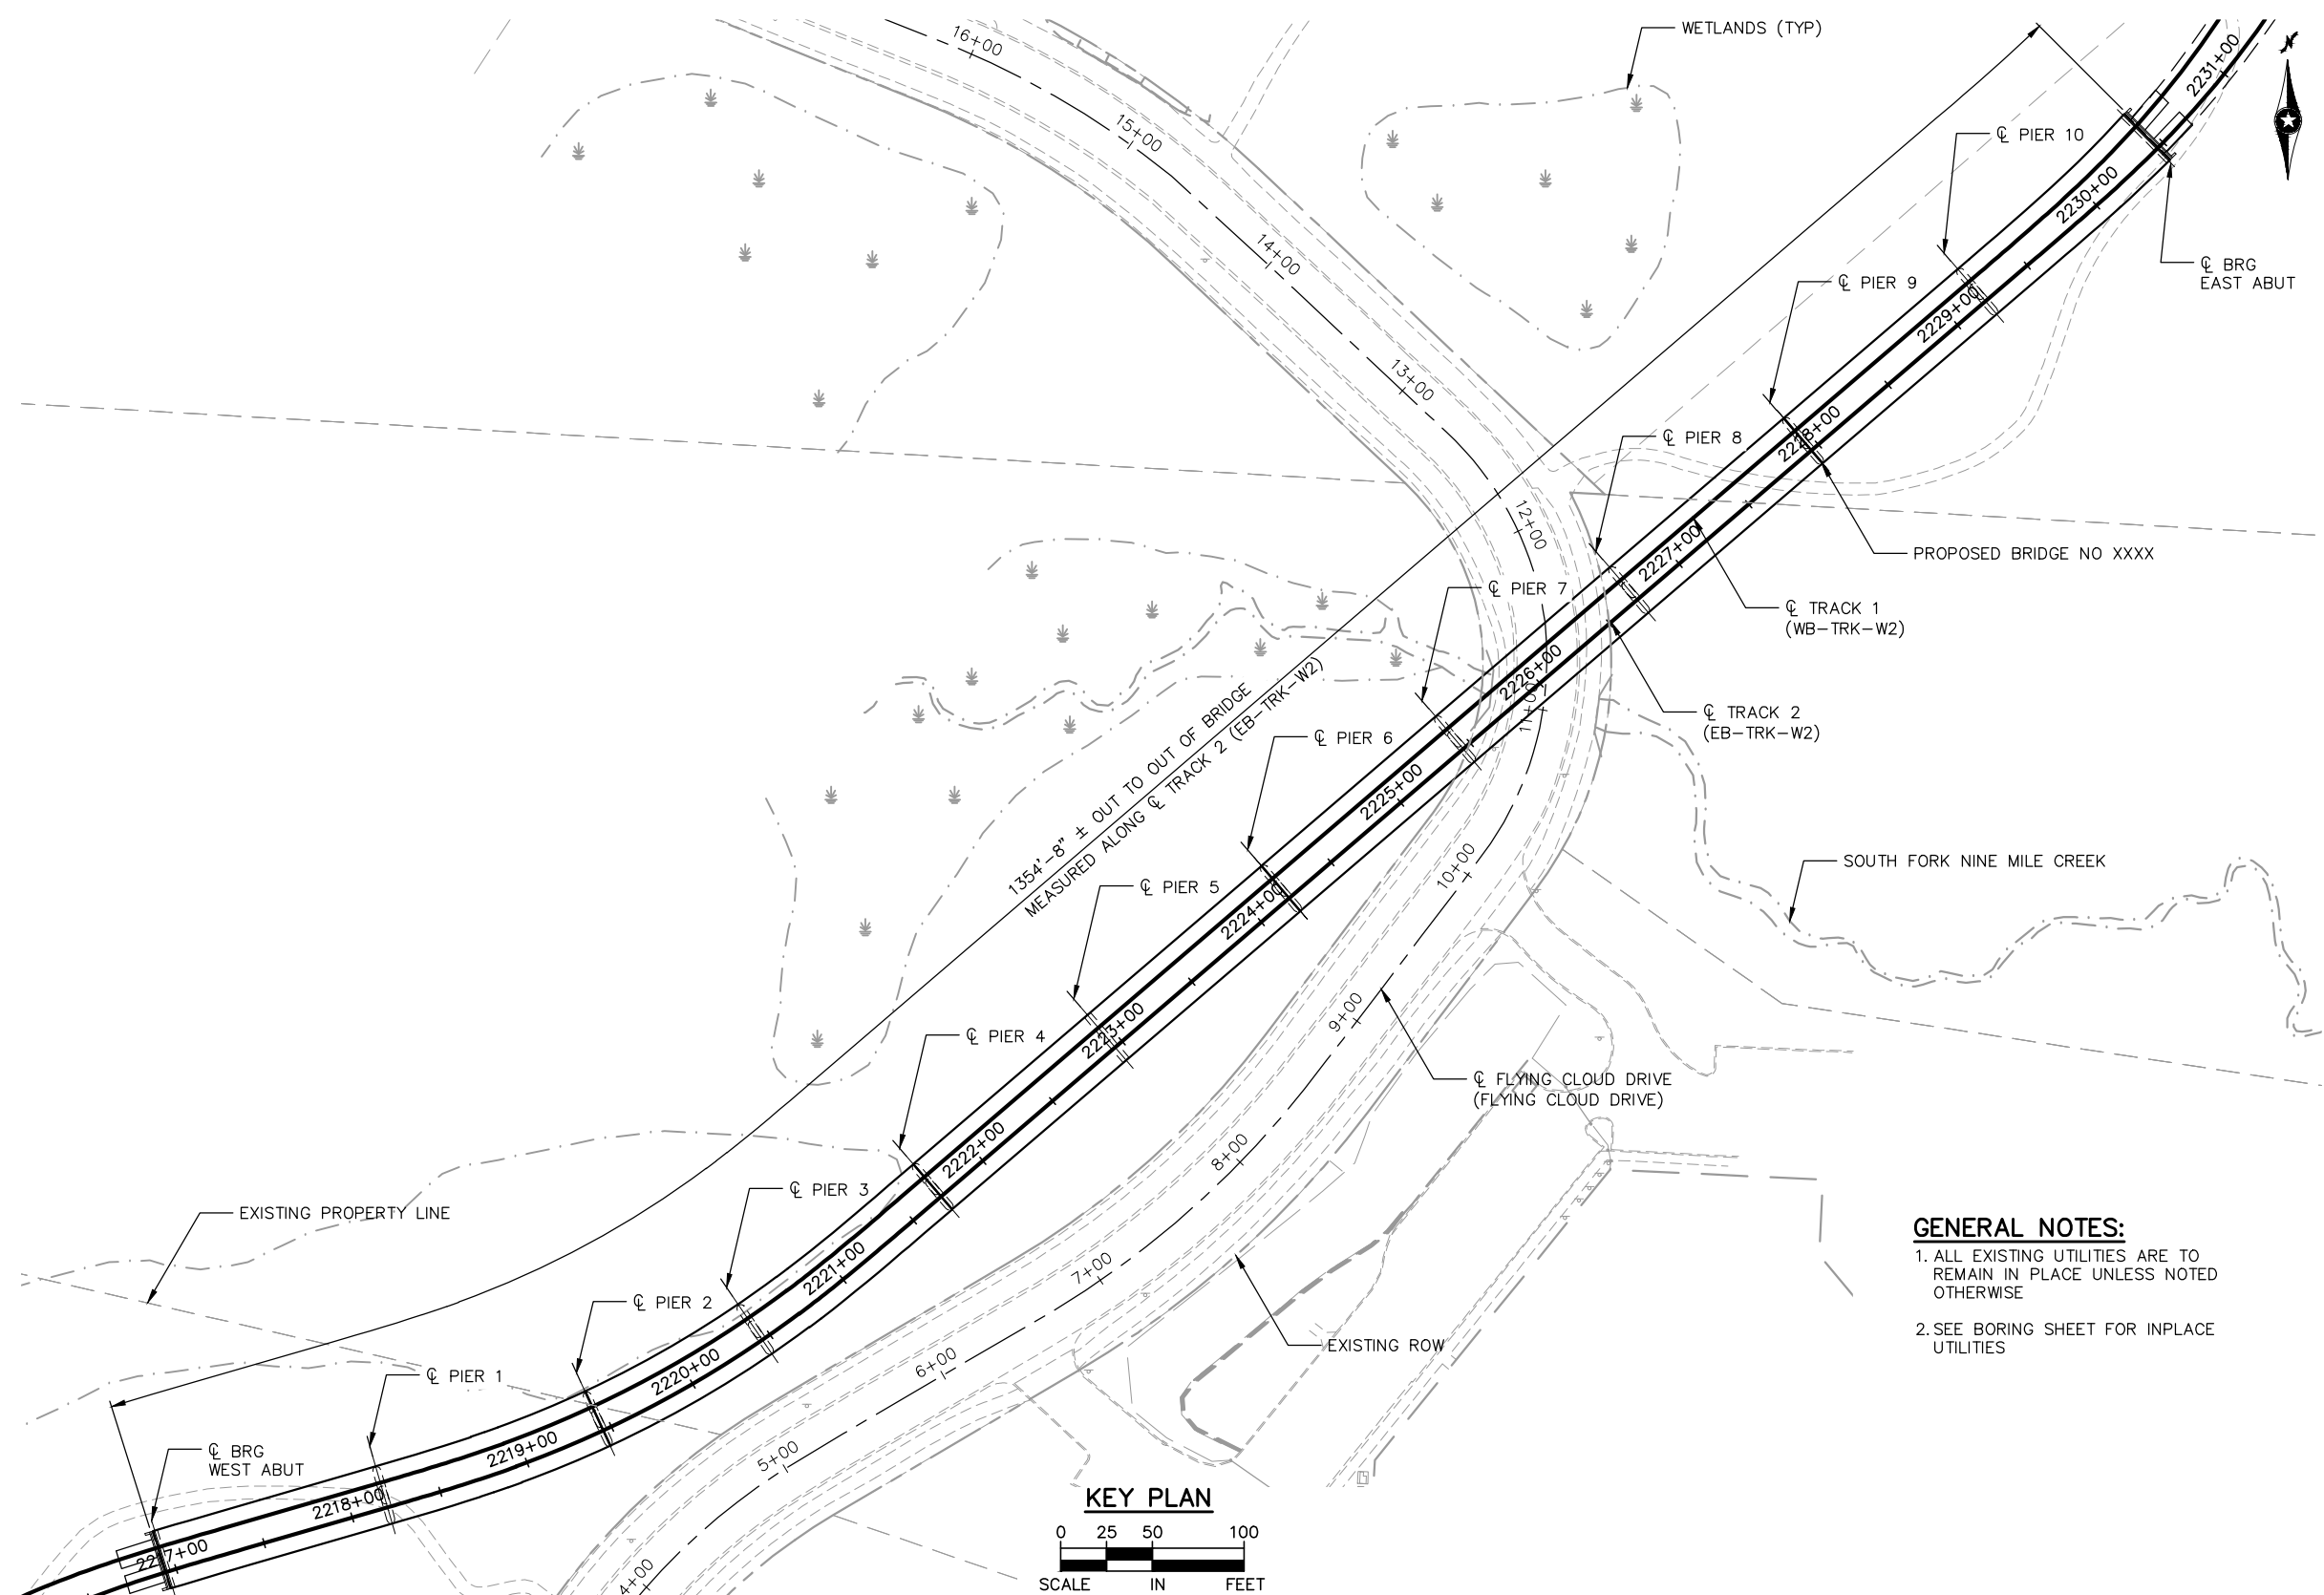 16+00
WETLANDS (TYP)
2231+00
15+00
℄ PIER 10
2230+00
14+00
℄ BRG
EAST ABUT
℄ PIER 9
2229+00
13+00
℄ PIER 8
2228+00
12+00
2227+00
PROPOSED BRIDGE NO XXXX
℄ PIER 7
℄ TRACK 1
(WB-TRK-W2)
2226+00
11+00
℄ TRACK 2
(EB-TRK-W2)
1354'-8" ± OUT TO OUT OF BRIDGE
MEASURED ALONG ℄ TRACK 2 (EB-TRK-W2)
℄ PIER 6
2225+00
10+00
SOUTH FORK NINE MILE CREEK
℄ PIER 5
2224+00
9+00
℄ PIER 4
2223+00
℄ FLYING CLOUD DRIVE
(FLYING CLOUD DRIVE)
2222+00
8+00
℄ PIER 3
EXISTING PROPERTY LINE
2221+00
7+00
GENERAL NOTES:
1. ALL EXISTING UTILITIES ARE TO
REMAIN IN PLACE UNLESS NOTED
OTHERWISE
2. SEE BORING SHEET FOR INPLACE
UTILITIES
℄ PIER 2
EXISTING ROW
2220+00
6+00
℄ PIER 1
2219+00
5+00
℄ BRG
WEST ABUT
2218+00
2217+00
4+00
KEY PLAN
0 25 50 100
SCALE IN FEET